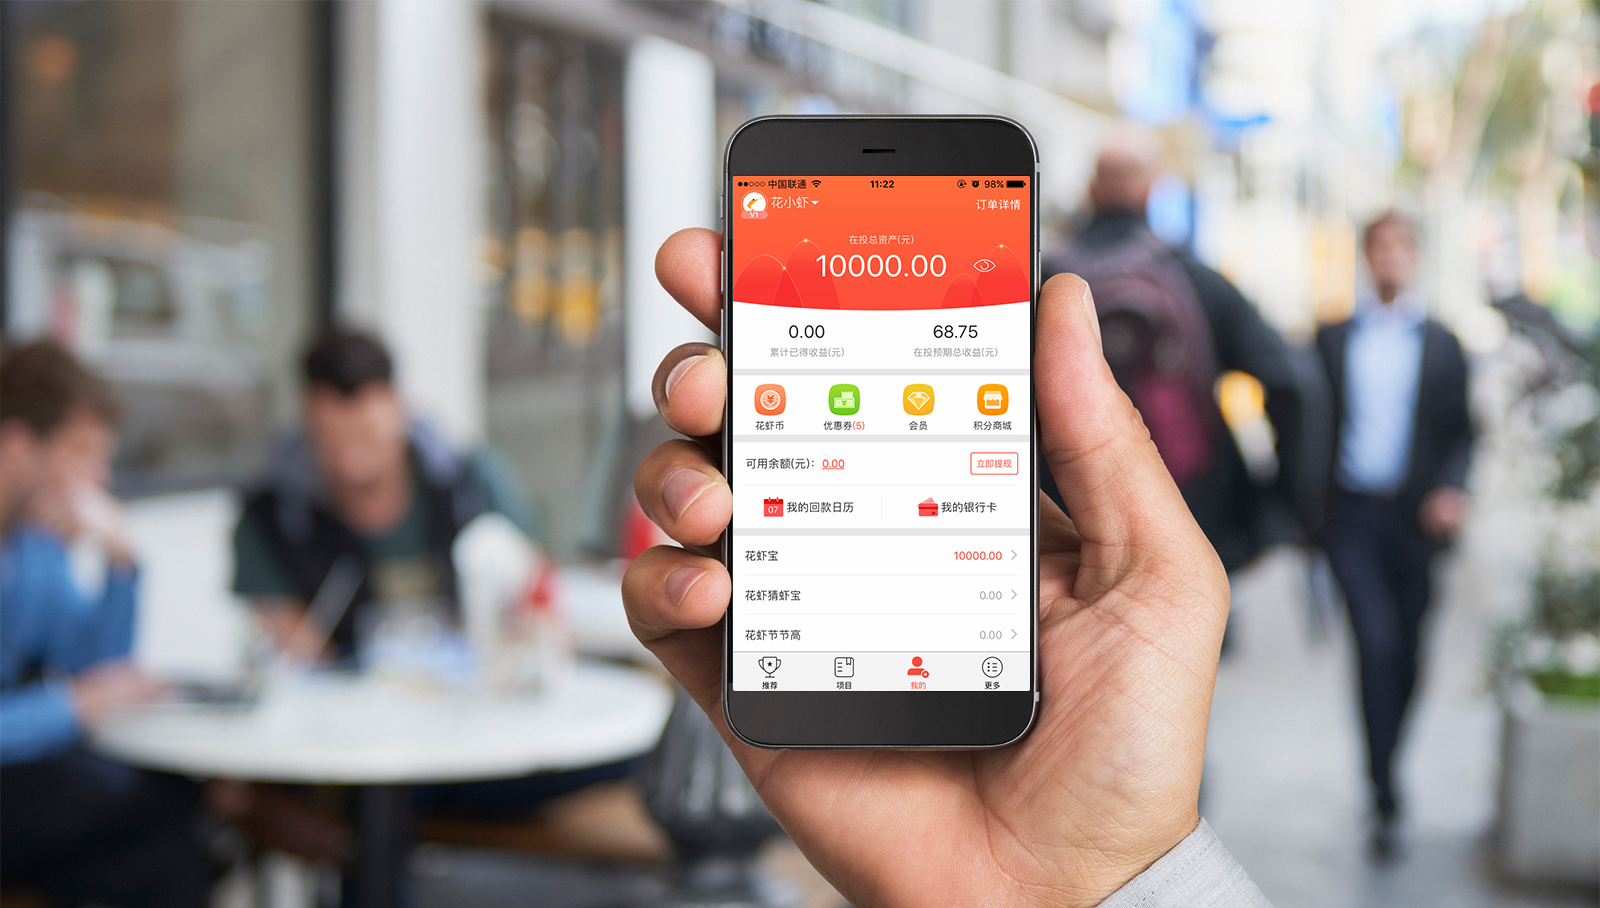 中国联通 11:22 98%
花小虾 订单详情
V1
在投总资产(元)
10000.00
0.00 68.75
累计已得收益(元) 在投预期总收益(元)
花虾币 优惠券(5) 会员 积分商城
可用余额(元): 0.00 立即提现
07 我的回款日历 我的银行卡
花虾宝 10000.00
花虾猜虾宝 0.00
花虾节节高 0.00
推荐 项目 我的 更多